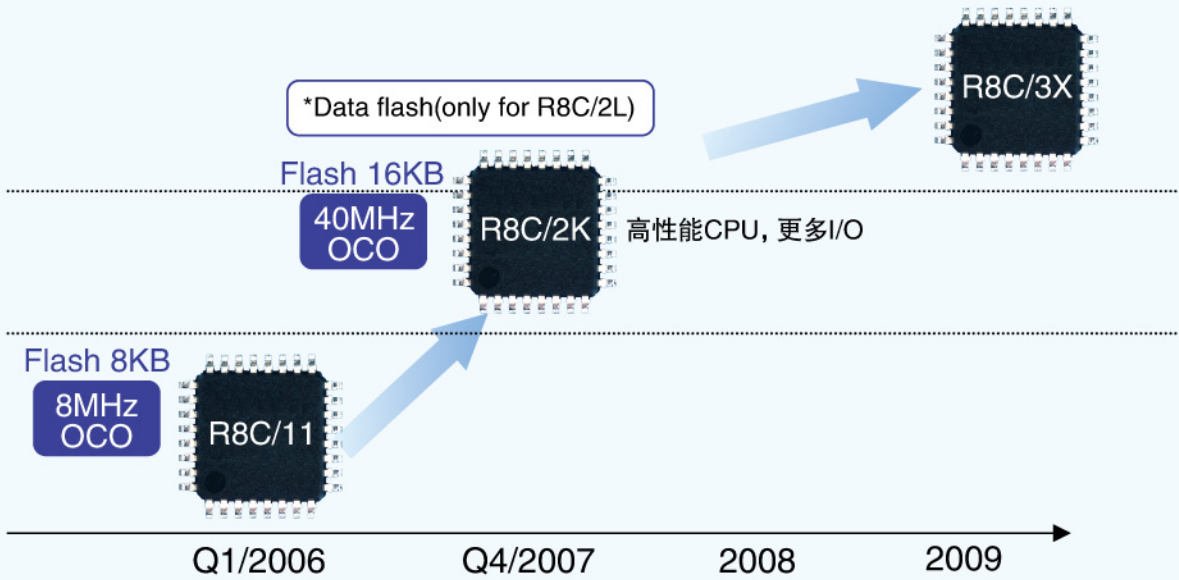 R8C/3X
*Data flash(only for R8C/2L)
Flash 16KB
40MHz
OCO
R8C/2K
高性能CPU, 更多I/O
Flash 8KB
8MHz
OCO
R8C/11
Q1/2006
Q4/2007
2008
2009